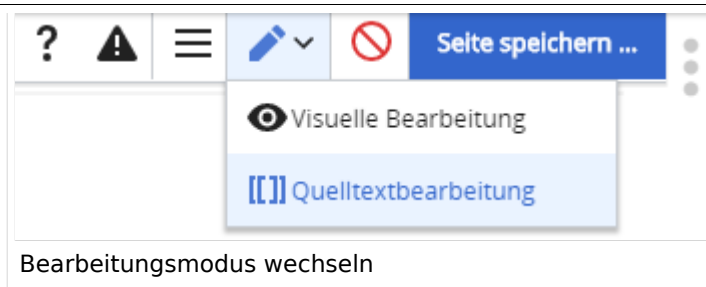 ? Seite speichern ...
Visuelle Bearbeitung
[[]] Quelltextbearbeitung
Bearbeitungsmodus wechseln